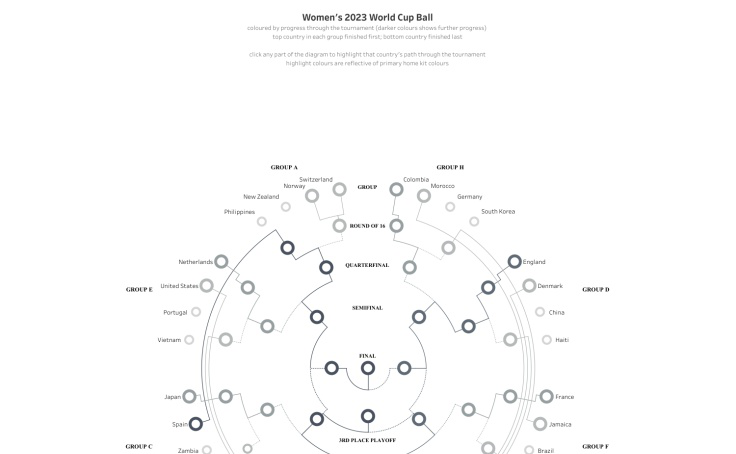 Women's 2023 World Cup Ball
coloured by progress through the tournament (darker colours shows further progress)
top country in each group finished first; bottom country finished last
click any part of the diagram to highlight that country's path through the tournament
highlight colours are reflective of primary home kit colours
GROUP A
GROUP H
Switzerland
Norway
GROUP
Colombia
Morocco
New Zealand
Germany
Philippines
South Korea
ROUND OF 16
Netherlands
QUARTERFINAL
England
GROUP E
United States
Denmark
GROUP D
Portugal
SEMIFINAL
China
Vietnam
Haiti
FINAL
Japan
France
Spain
Jamaica
3RD PLACE PLAYOFF
GROUP C
Zambia
Brazil
GROUP F